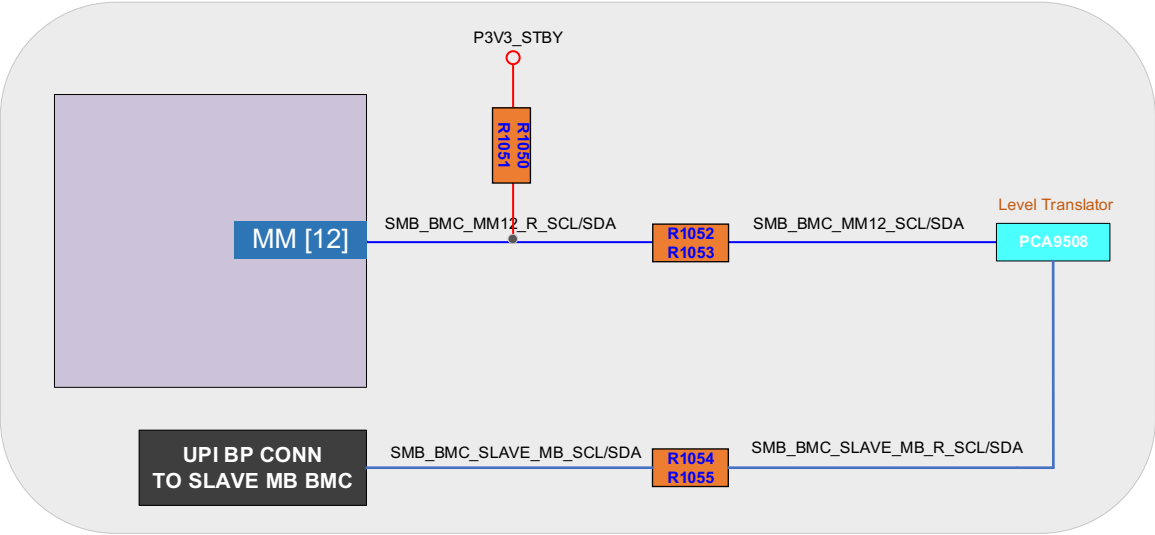 P3V3_STBY
R1050
R1051
MM [12]
SMB_BMC_MM12_R_SCL/SDA
R1052
R1053
SMB_BMC_MM12_SCL/SDA
Level Translator
PCA9508
UPI BP CONN
TO SLAVE MB BMC
SMB_BMC_SLAVE_MB_SCL/SDA
R1054
R1055
SMB_BMC_SLAVE_MB_R_SCL/SDA